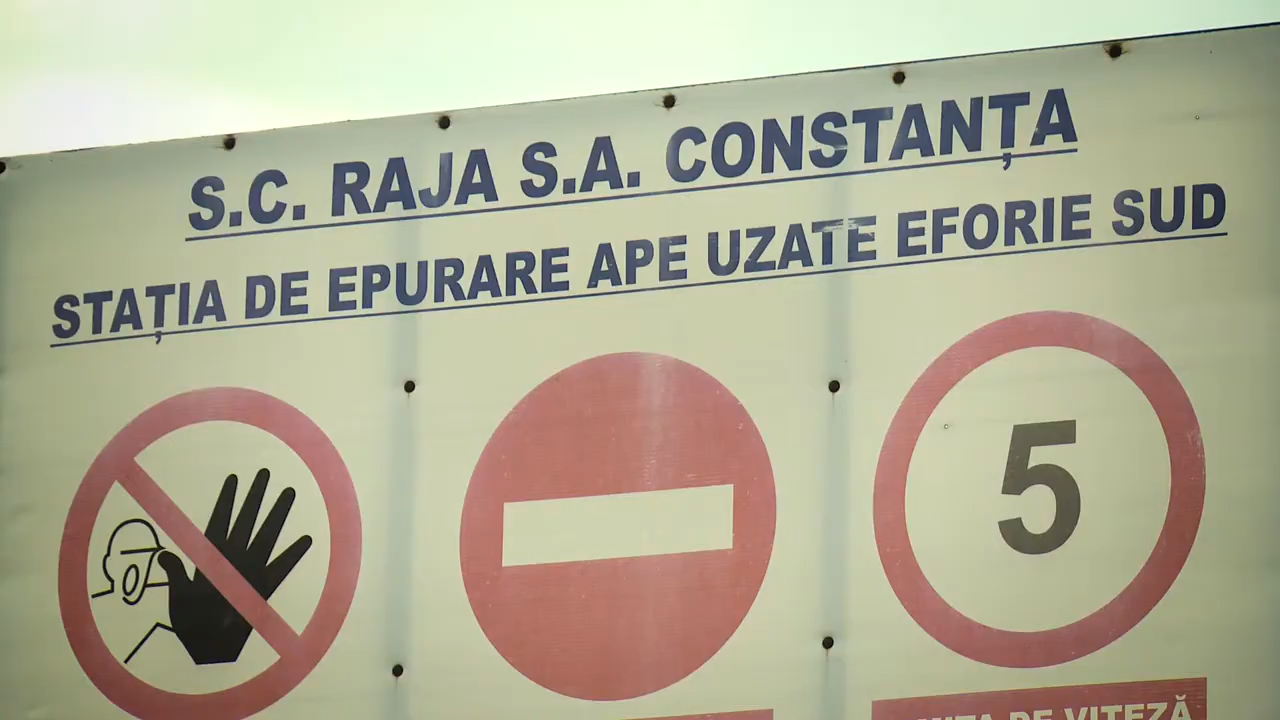 S.C. RAJA S.A. CONSTANȚA
STAȚIA DE EPURARE APE UZATE EFORIE SUD
5
DE VITEZĂ